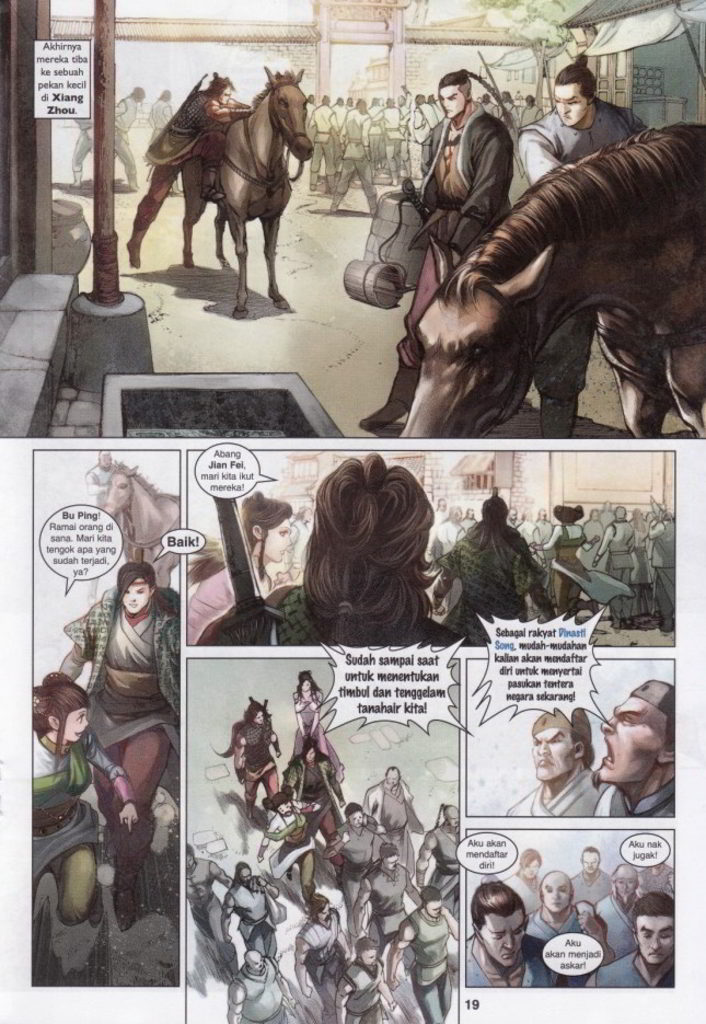 Akhirnya
mereka tiba
ke sebuah
pekan kecil
di Xiang
Zhou.
Bu Ping!
Ramai orang di
sana. Mari kita
tengok apa yang
sudah terjadi,
ya?
Baik!
Abang
Jian Fei,
mari kita ikut
mereka!
Sudah sampai saat
untuk menentukan
timbul dan tenggelam
tanahair kita!
Sebagai rakyat Dinasti
Song, mudah-mudahan
kalian akan mendaftar
diri untuk menyertai
pasukan tentera
negara sekarang!
Aku akan
mendaftar
diri!
Aku nak
jugak!
Aku
akan menjadi
askar!
19